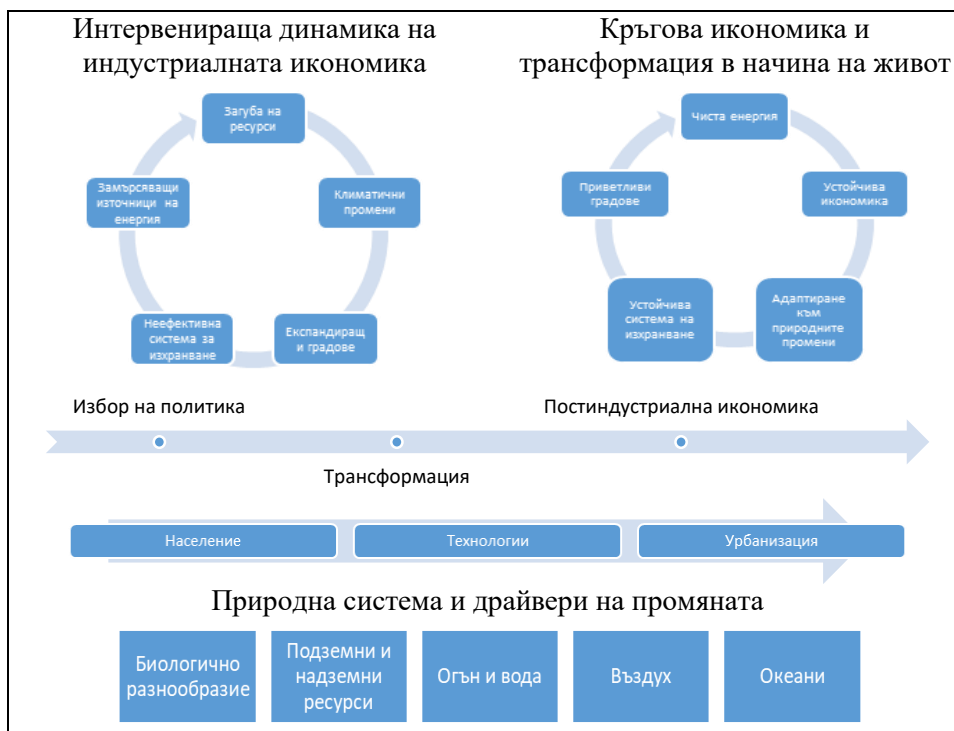 Интервенираща динамика на
индустриалната икономика
Загуба на
ресурси
Климатични
промени
Експандиращ
и градове
Неефективна
система за
изхранване
Замърсяващи
източници на
енергия
Кръгова икономика и
трансформация в начина на живот
Чиста енергия
Устойчива
икономика
Адаптиране
към
природните
промени
Устойчива
система на
изхранване
Приветливи
градове
Избор на политика
Трансформация
Постиндустриална икономика
Население
Технологии
Урбанизация
Природна система и драйвери на промяната
Биологично
разнообразие
Подземни и
надземни
ресурси
Огън и вода
Въздух
Океани